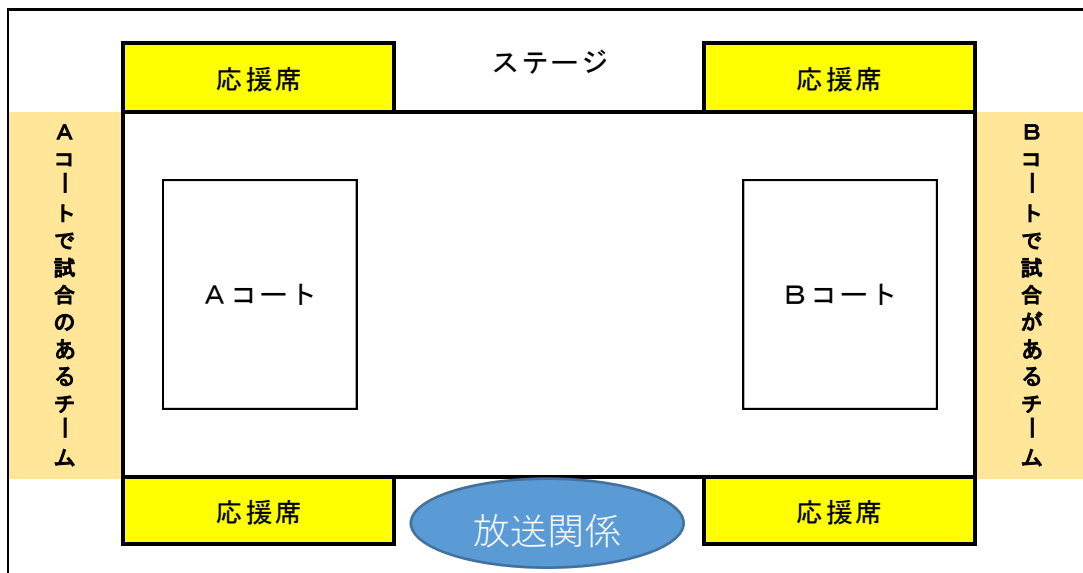 応援席
ステージ
応援席
Aコートで試合のあるチーム
Aコート
Bコート
Bコートで試合があるチーム
応援席
放送関係
応援席